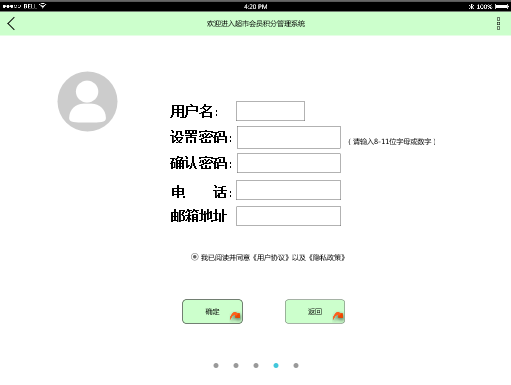 BELL 4:20 PM 100%
欢迎进入超市会员积分管理系统
用户名：
设置密码： （请输入8-11位字母或数字）
确认密码：
电 话：
邮箱地址
我已阅读并同意《用户协议》以及《隐私政策》
确定 返回